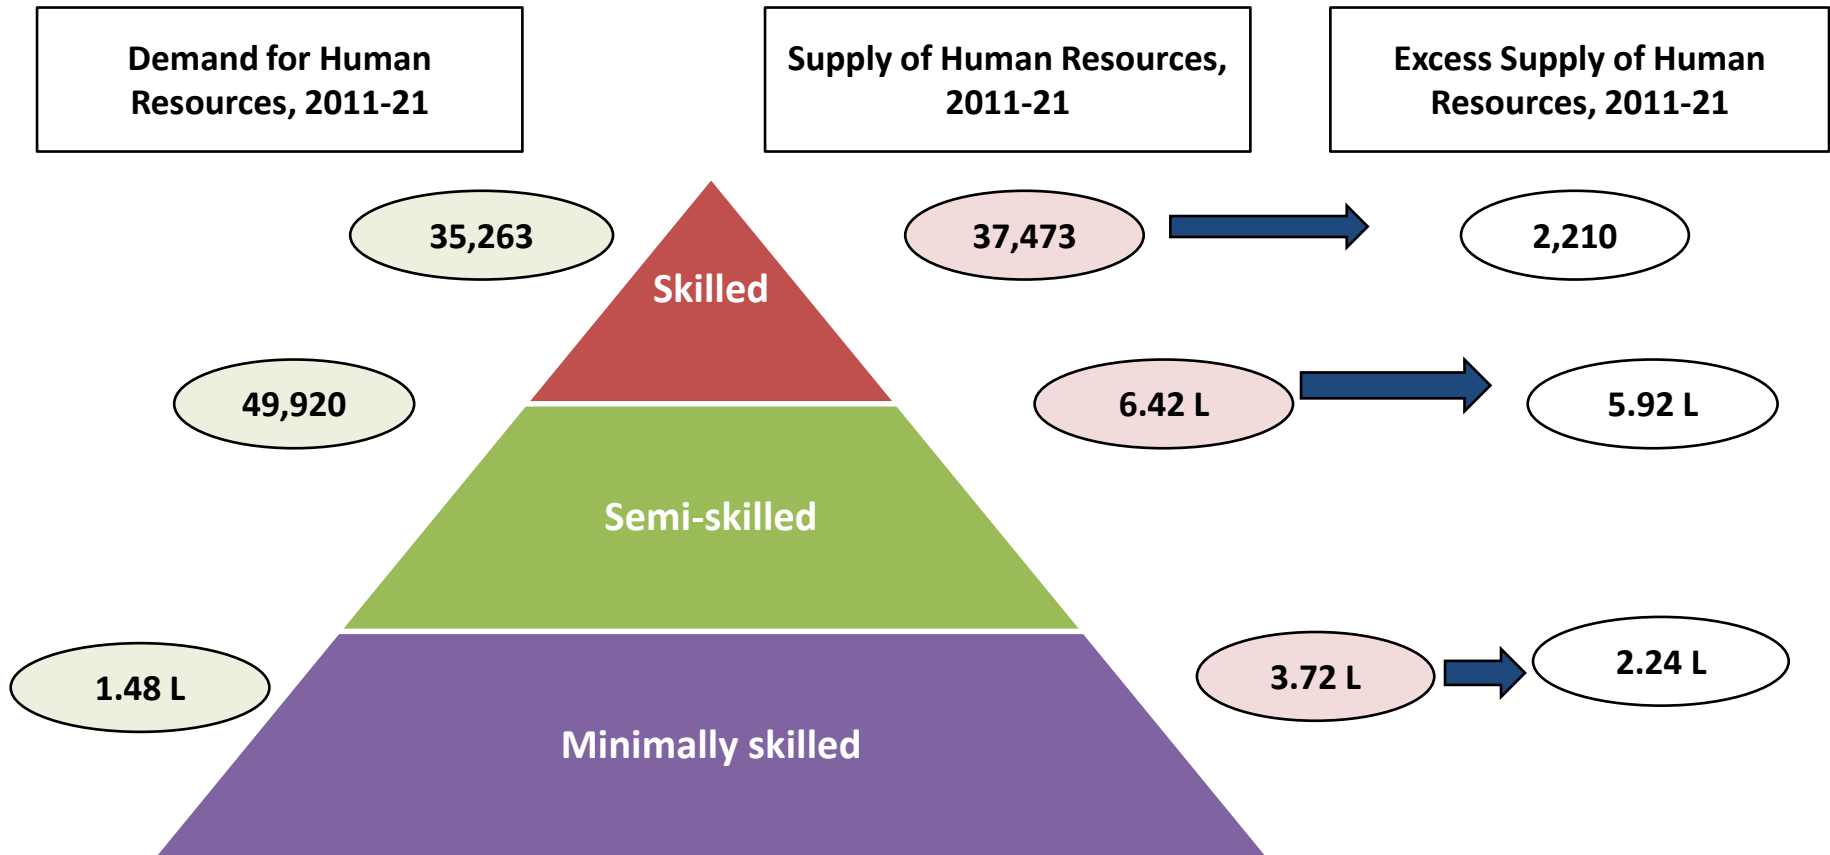 Demand for Human
Resources, 2011-21
Supply of Human Resources,
2011-21
Excess Supply of Human
Resources, 2011-21
35,263
37,473
2,210
Skilled
49,920
6.42 L
5.92 L
Semi-skilled
1.48 L
3.72 L
2.24 L
Minimally skilled